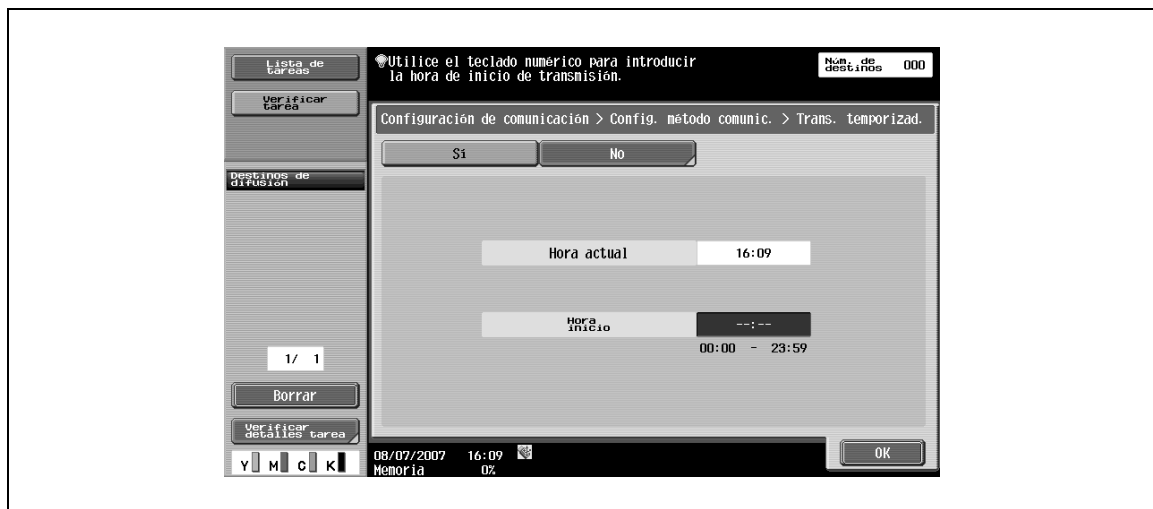 Lista de
tareas
Verificar
tarea
Destinos de
difusión
1/ 1
Borrar
Verificar
detalles tarea
Y M C K
Utilice el teclado numérico para introducir
la hora de inicio de transmisión.
Núm. de
destinos 000
Configuración de comunicación > Config. método comunic. > Trans. temporizad.
Sí No
Hora actual 16:09
Hora
inicio --:--
00:00 - 23:59
08/07/2007 16:09
Memoria 0%
OK